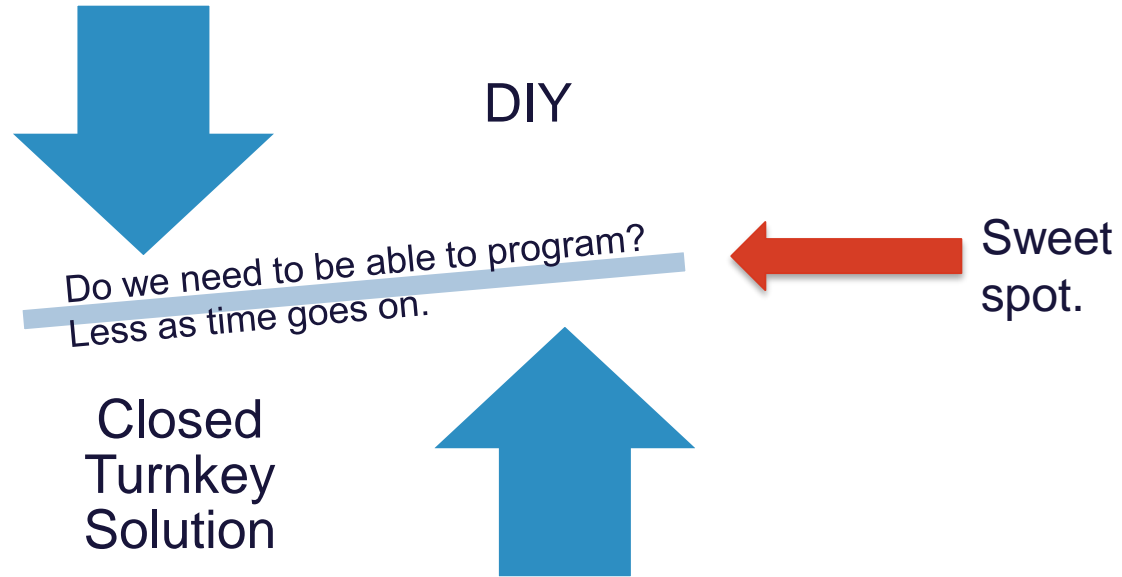 DIY
Do we need to be able to program?
Less as time goes on.
Sweet
spot.
Closed
Turnkey
Solution